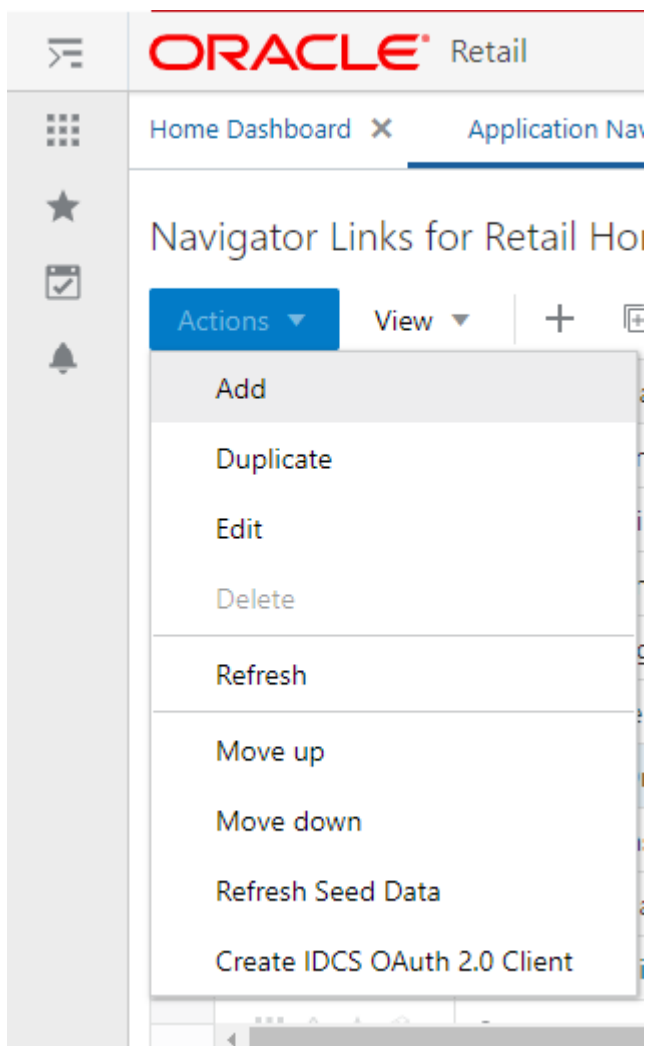 ORACLE Retail
Home Dashboard
Application
Navigator Links for Retail
Actions
View
Add
Duplicate
Edit
Delete
Refresh
Move up
Move down
Refresh Seed Data
Create IDCS OAuth 2.0 Client